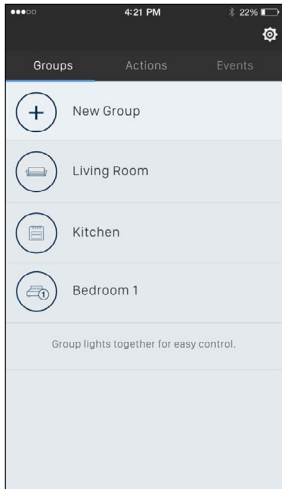 4:21 PM
22%
Groups
Actions
Events
New Group
Living Room
Kitchen
1
Bedroom 1
Group lights together for easy control.